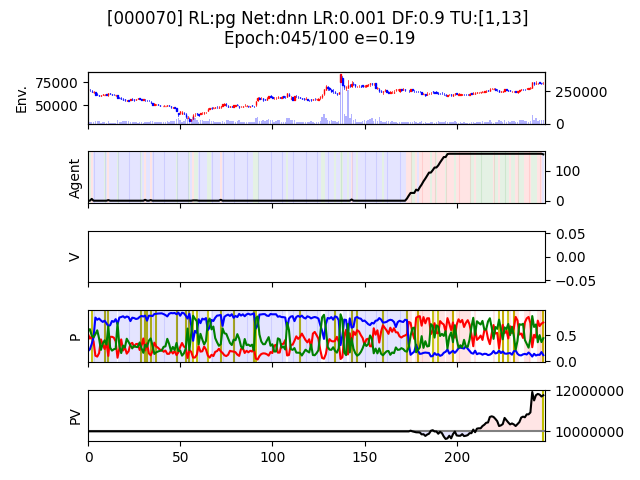 [000070] RL:pg Net:dnn LR:0.001 DF:0.9 TU:[1,13]
Epoch:045/100 e=0.19
Env.
75000
50000
250000
0
Agent
100
0
V
0.05
0.00
−0.05
P
0.5
0.0
PV
12000000
10000000
0 50 100 150 200